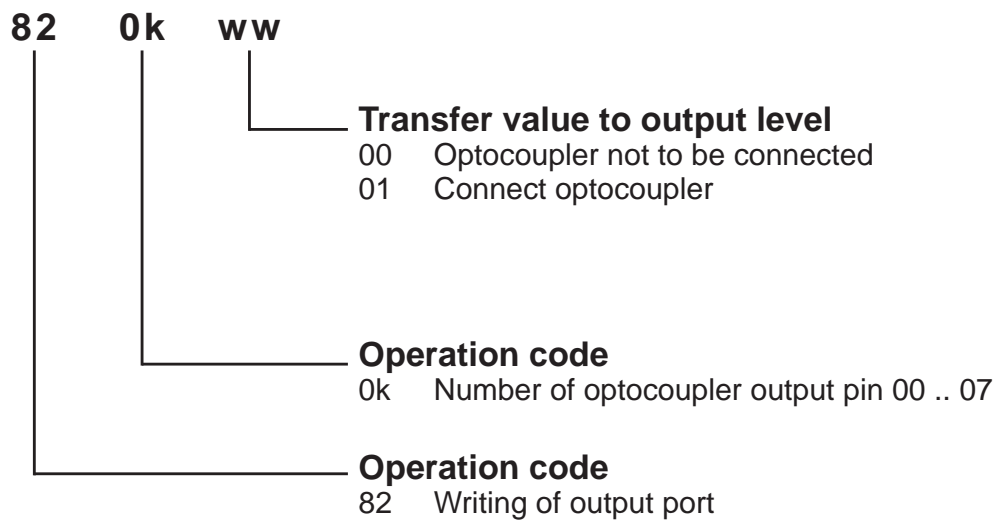 82 0k ww
Transfer value to output level
00 Optocoupler not to be connected
01 Connect optocoupler
Operation code
0k Number of optocoupler output pin 00 .. 07
Operation code
82 Writing of output port